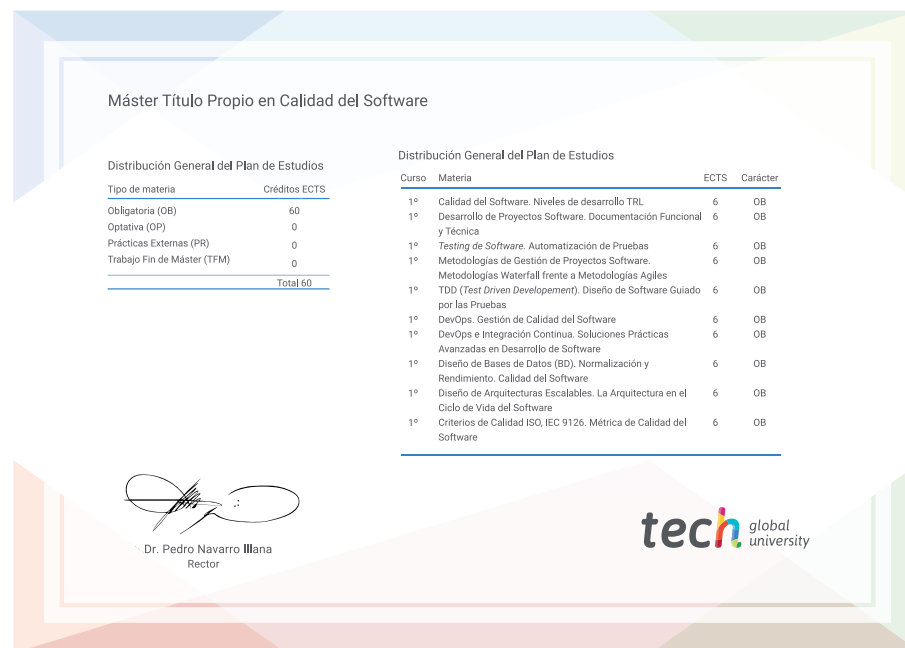 Máster Título Propio en Calidad del Software
Distribución General del Plan de Estudios
Tipo de materia Créditos ECTS
Obligatoria (OB) 60
Optativa (OP) 0
Prácticas Externas (PR) 0
Trabajo Fin de Máster (TFM) 0
Total 60
Distribución General del Plan de Estudios
Curso Materia ECTS Carácter
1º Calidad del Software. Niveles de desarrollo TRL 6 OB
1º Desarrollo de Proyectos Software. Documentación Funcional 6 OB
y Técnica
1º Testing de Software. Automatización de Pruebas 6 OB
1º Metodologías de Gestión de Proyectos Software. 6 OB
Metodologías Waterfall frente a Metodologías Agiles
1º TDD (Test Driven Developement). Diseño de Software Guiado 6 OB
por las Pruebas
1º DevOps. Gestión de Calidad del Software 6 OB
1º DevOps e Integración Continua. Soluciones Prácticas 6 OB
Avanzadas en Desarrollo de Software
1º Diseño de Bases de Datos (BD). Normalización y 6 OB
Rendimiento. Calidad del Software
1º Diseño de Arquitecturas Escalables. La Arquitectura en el 6 OB
Ciclo de Vida del Software
1º Criterios de Calidad ISO, IEC 9126. Métrica de Calidad del 6 OB
Software
Dr. Pedro Navarro Illana
Rector
tech global
university